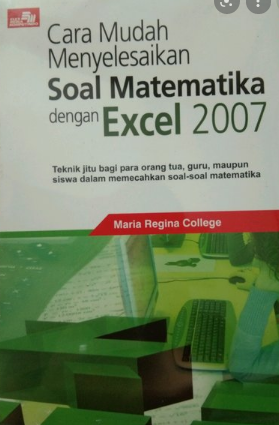 Cara Mudah
Menyelesaikan
Soal Matematika
dengan Excel 2007
Teknik jitu bagi para orang tua, guru, maupun
siswa dalam memecahkan soal-soal matematika
Maria Regina College